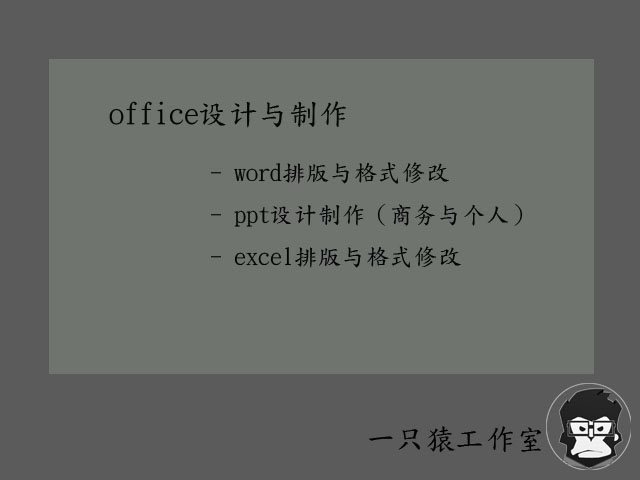 office设计与制作
- word排版与格式修改
- ppt设计制作（商务与个人）
- excel排版与格式修改
一只猿工作室